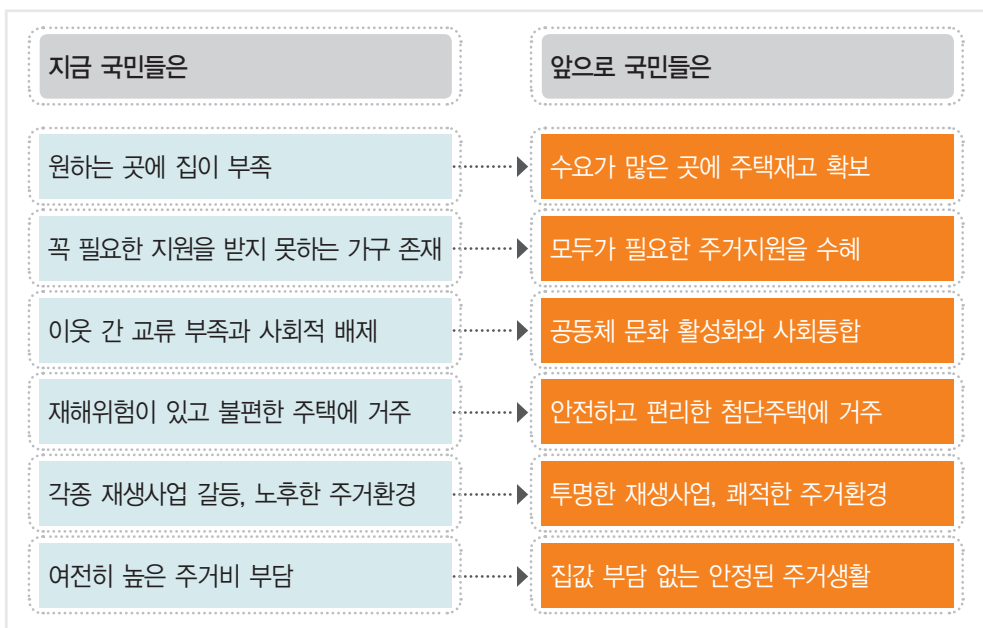 지금 국민들은
앞으로 국민들은
원하는 곳에 집이 부족
수요가 많은 곳에 주택재고 확보
꼭 필요한 지원을 받지 못하는 가구 존재
모두가 필요한 주거지원을 수혜
이웃 간 교류 부족과 사회적 배제
공동체 문화 활성화와 사회통합
재해위험이 있고 불편한 주택에 거주
안전하고 편리한 첨단주택에 거주
각종 재생사업 갈등, 노후한 주거환경
투명한 재생사업, 쾌적한 주거환경
여전히 높은 주거비 부담
집값 부담 없는 안정된 주거생활